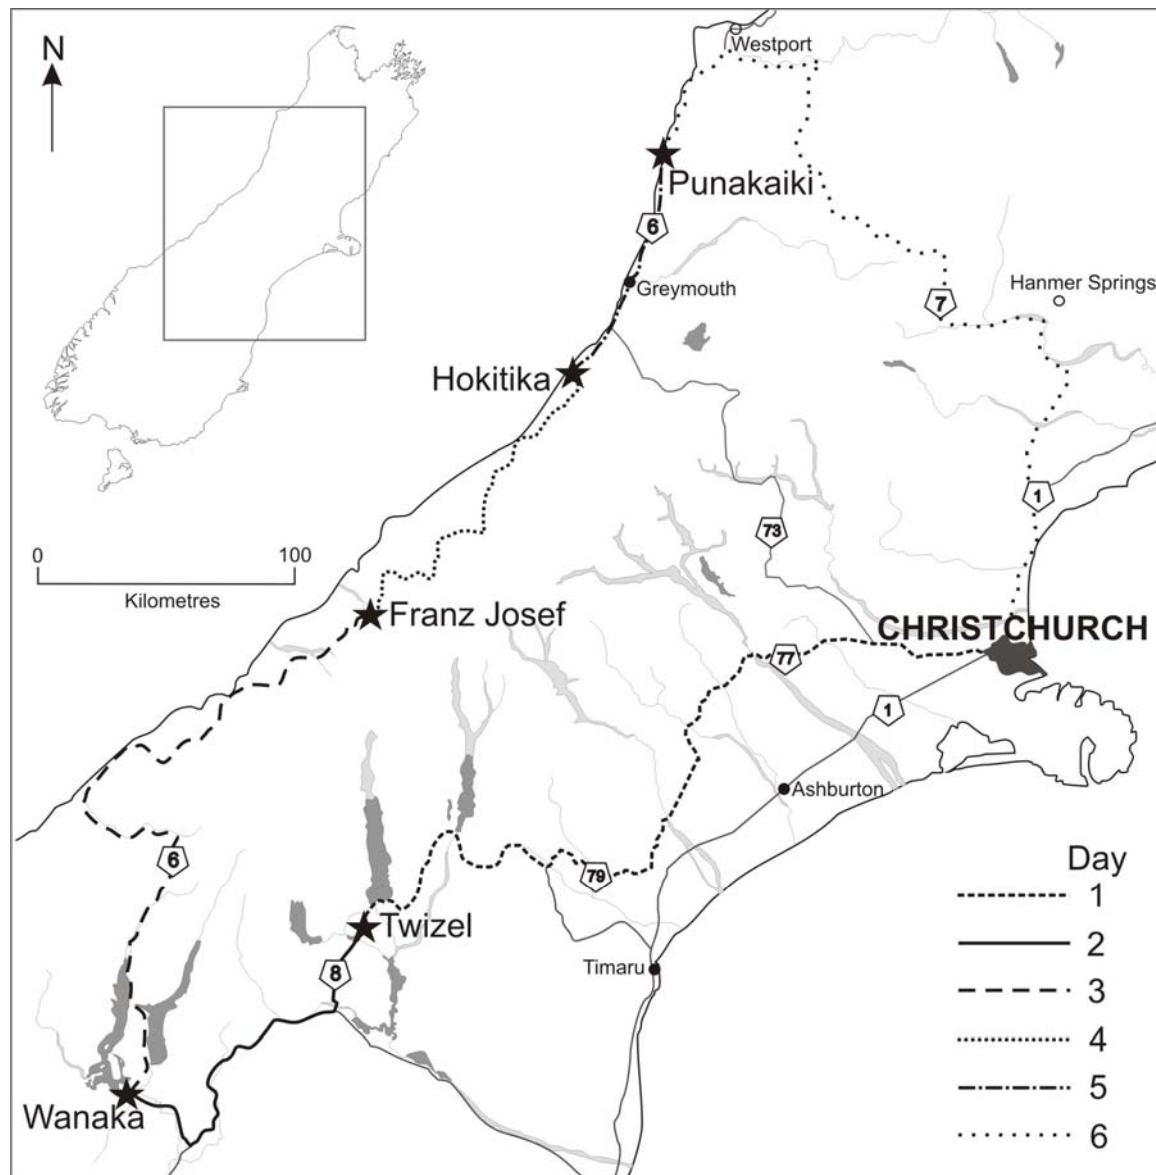 N
Westport
Punakaiki
6
Greymouth
Hanmer Springs
7
Hokitika
1
73
0 100
Kilometres
Franz Josef
CHRISTCHURCH
77
1
Ashburton
6
79
Twizel
8
Timaru
Wanaka
Day
1
2
3
4
5
6